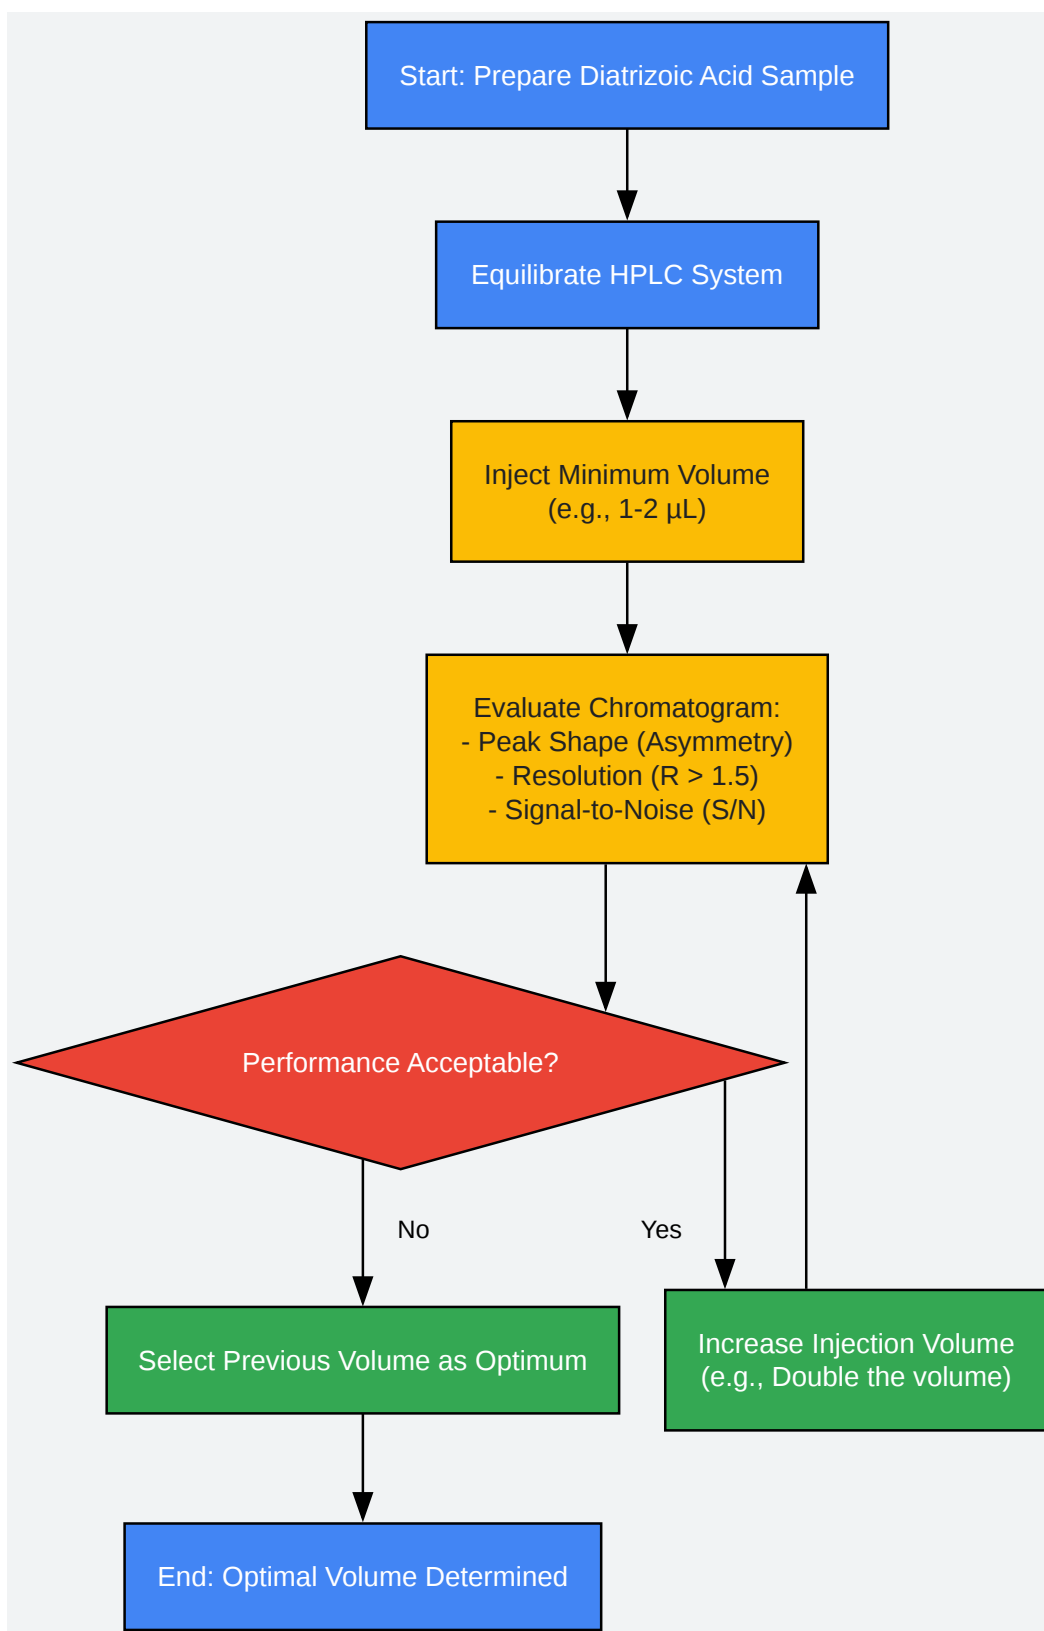 Start: Prepare Diatrizoic Acid Sample
Equilibrate HPLC System
Inject Minimum Volume
(e.g., 1-2 µL)
Evaluate Chromatogram:
- Peak Shape (Asymmetry)
- Resolution (R > 1.5)
- Signal-to-Noise (S/N)
Performance Acceptable?
No
Yes
Select Previous Volume as Optimum
Increase Injection Volume
(e.g., Double the volume)
End: Optimal Volume Determined